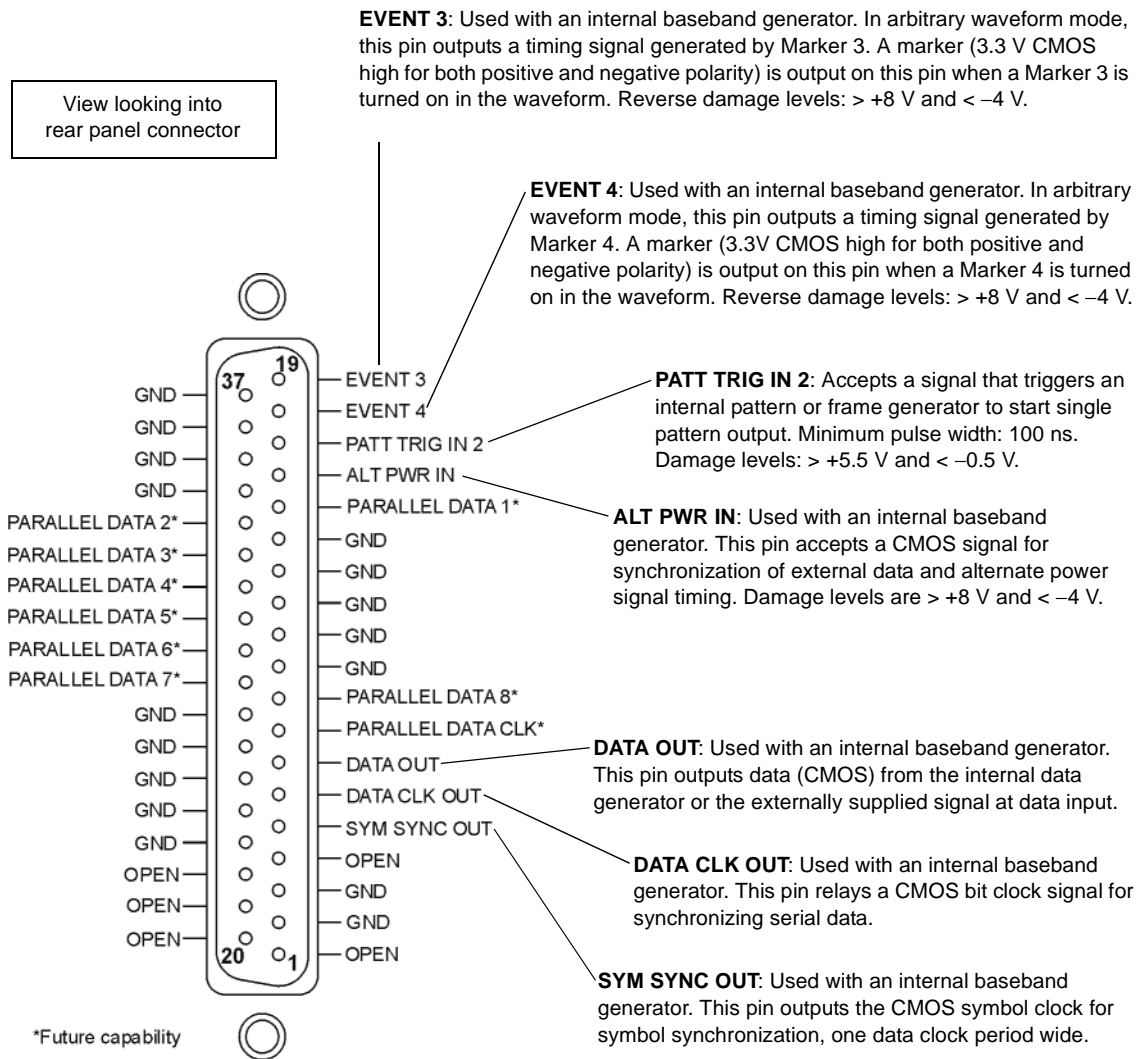 EVENT 3: Used with an internal baseband generator. In arbitrary waveform mode,
this pin outputs a timing signal generated by Marker 3. A marker (3.3 V CMOS
high for both positive and negative polarity) is output on this pin when a Marker 3 is
turned on in the waveform. Reverse damage levels: > +8 V and < −4 V.
View looking into
rear panel connector
EVENT 4: Used with an internal baseband generator. In arbitrary
waveform mode, this pin outputs a timing signal generated by
Marker 4. A marker (3.3V CMOS high for both positive and
negative polarity) is output on this pin when a Marker 4 is turned
on in the waveform. Reverse damage levels: > +8 V and < −4 V.
37
19
GND
GND
GND
GND
PARALLEL DATA 2*
PARALLEL DATA 3*
PARALLEL DATA 4*
PARALLEL DATA 5*
PARALLEL DATA 6*
PARALLEL DATA 7*
GND
GND
GND
GND
GND
OPEN
OPEN
OPEN
20
1
EVENT 3
EVENT 4
PATT TRIG IN 2
ALT PWR IN
PARALLEL DATA 1*
GND
GND
GND
GND
GND
PARALLEL DATA 8*
PARALLEL DATA CLK*
DATA OUT
DATA CLK OUT
SYM SYNC OUT
OPEN
GND
GND
OPEN
PATT TRIG IN 2: Accepts a signal that triggers an
internal pattern or frame generator to start single
pattern output. Minimum pulse width: 100 ns.
Damage levels: > +5.5 V and < −0.5 V.
ALT PWR IN: Used with an internal baseband
generator. This pin accepts a CMOS signal for
synchronization of external data and alternate power
signal timing. Damage levels are > +8 V and < −4 V.
DATA OUT: Used with an internal baseband generator.
This pin outputs data (CMOS) from the internal data
generator or the externally supplied signal at data input.
DATA CLK OUT: Used with an internal baseband
generator. This pin relays a CMOS bit clock signal for
synchronizing serial data.
SYM SYNC OUT: Used with an internal baseband
generator. This pin outputs the CMOS symbol clock for
symbol synchronization, one data clock period wide.
*Future capability